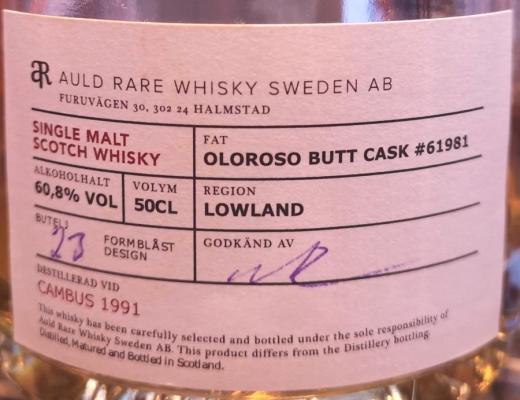 AR AULD RARE WHISKY SWEDEN AB
FURUVÄGEN 30, 302 24 HALMSTAD
SINGLE MALT
SCOTCH WHISKY
FAT
OLOROSO BUTT CASK #61981
ALKOHOLHALT
60,8% VOL
VOLYM
50CL
REGION
LOWLAND
BUTELJ
23
FORMBLÅST
DESIGN
GODKÄND AV
DESTILLERAD VID
CAMBUS 1991
This whisky has been carefully selected and bottled under the sole responsibility of
Auld Rare Whisky Sweden AB. This product differs from the Distillery bottling.
Distilled, Matured and Bottled in Scotland.